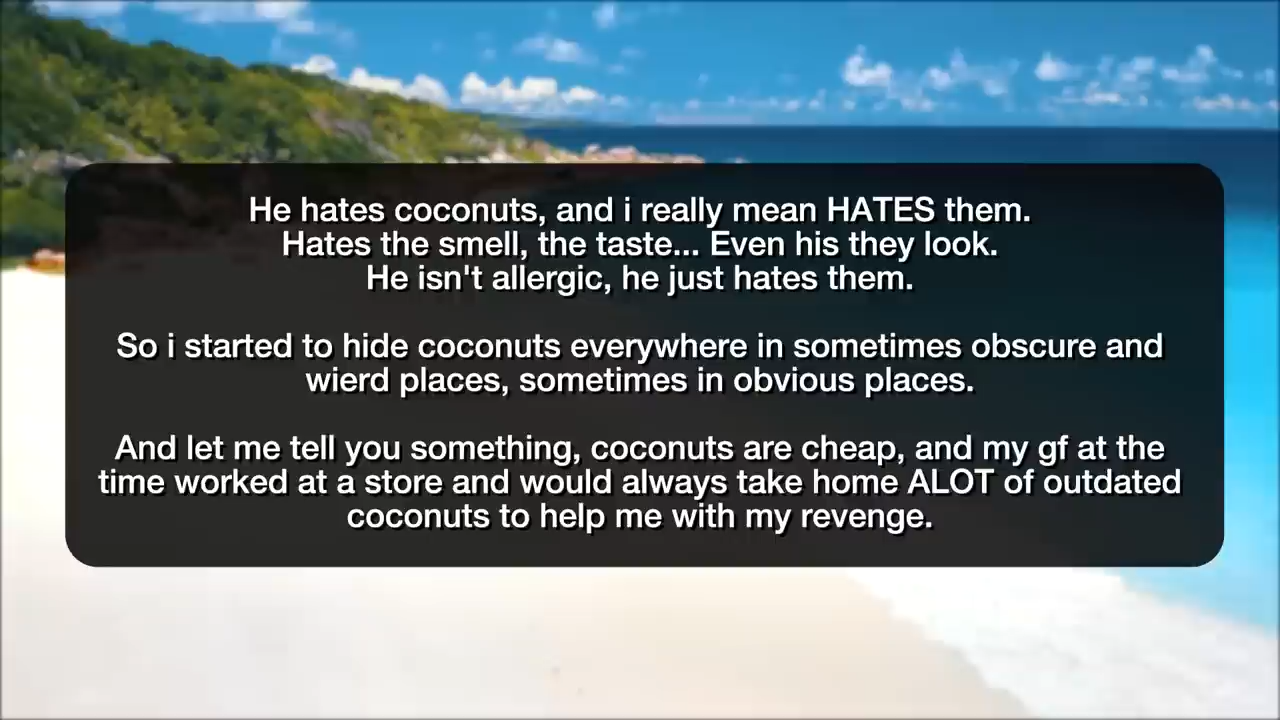 He hates coconuts, and i really mean HATES them.
Hates the smell, the taste... Even his they look.
He isn't allergic, he just hates them.
So i started to hide coconuts everywhere in sometimes obscure and
wierd places, sometimes in obvious places.
And let me tell you something, coconuts are cheap, and my gf at the
time worked at a store and would always take home ALOT of outdated
coconuts to help me with my revenge.